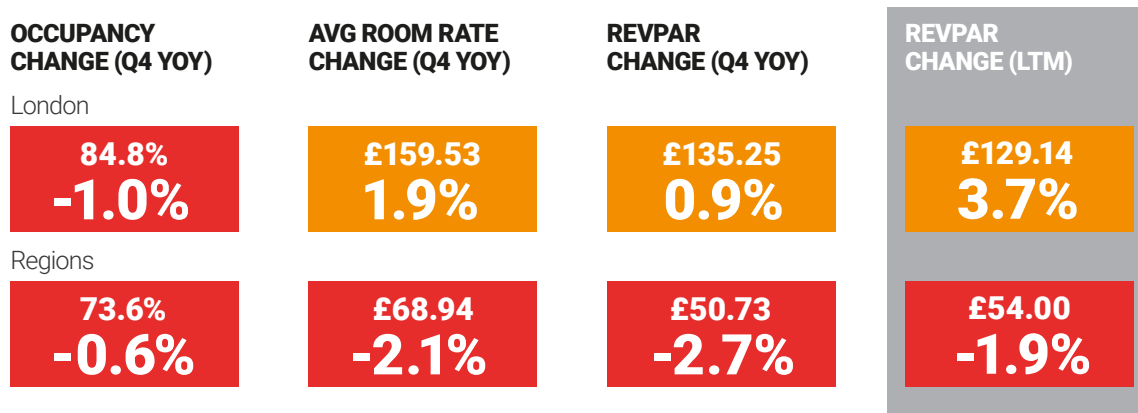 OCCUPANCY
CHANGE (Q4 YOY)
AVG ROOM RATE
CHANGE (Q4 YOY)
REVPAR
CHANGE (Q4 YOY)
REVPAR
CHANGE (LTM)
London
84.8%
-1.0%
£159.53
1.9%
£135.25
0.9%
£129.14
3.7%
Regions
73.6%
-0.6%
£68.94
-2.1%
£50.73
-2.7%
£54.00
-1.9%